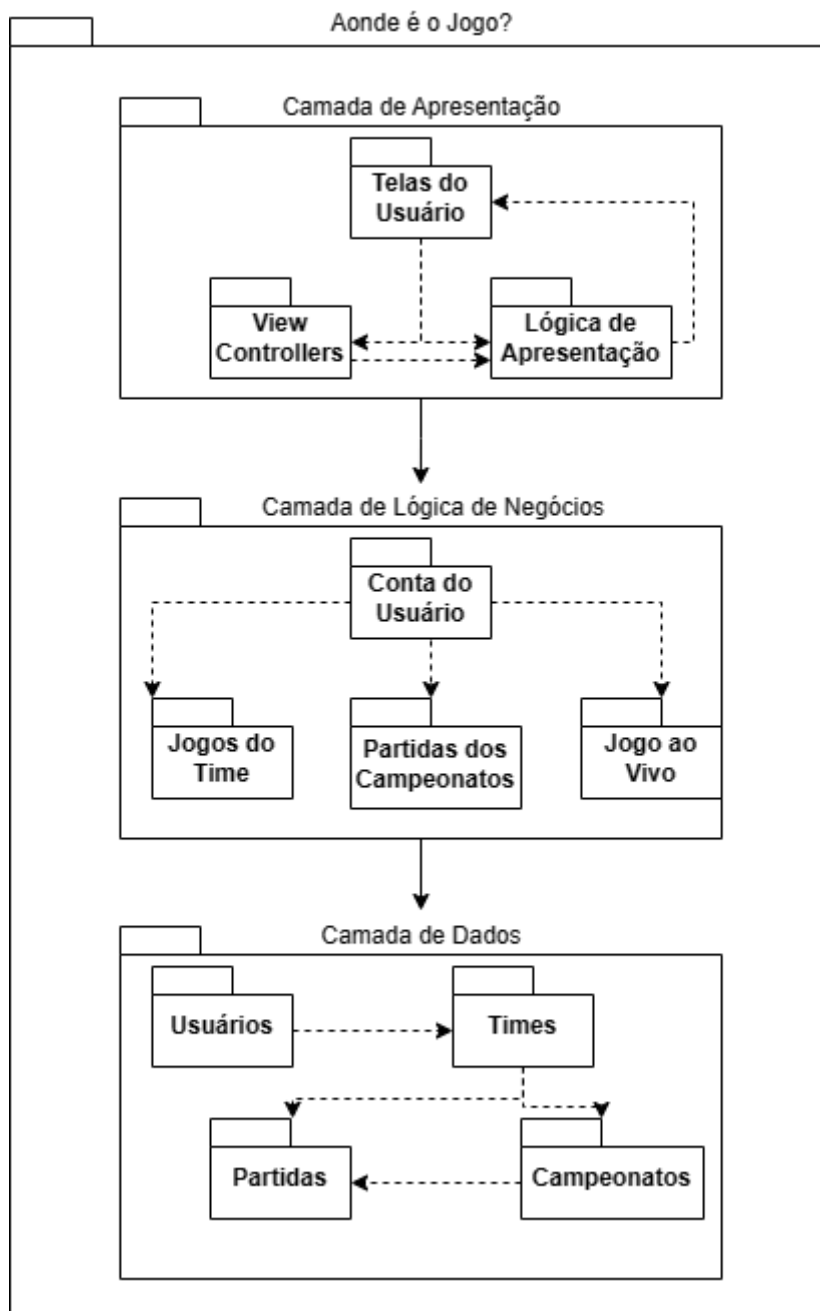 Aonde é o Jogo?
Camada de Apresentação
Telas do
Usuário
View
Controllers
Lógica de
Apresentação
Camada de Lógica de Negócios
Conta do
Usuário
Jogos do
Time
Partidas dos
Campeonatos
Jogo ao
Vivo
Camada de Dados
Usuários
Times
Partidas
Campeonatos